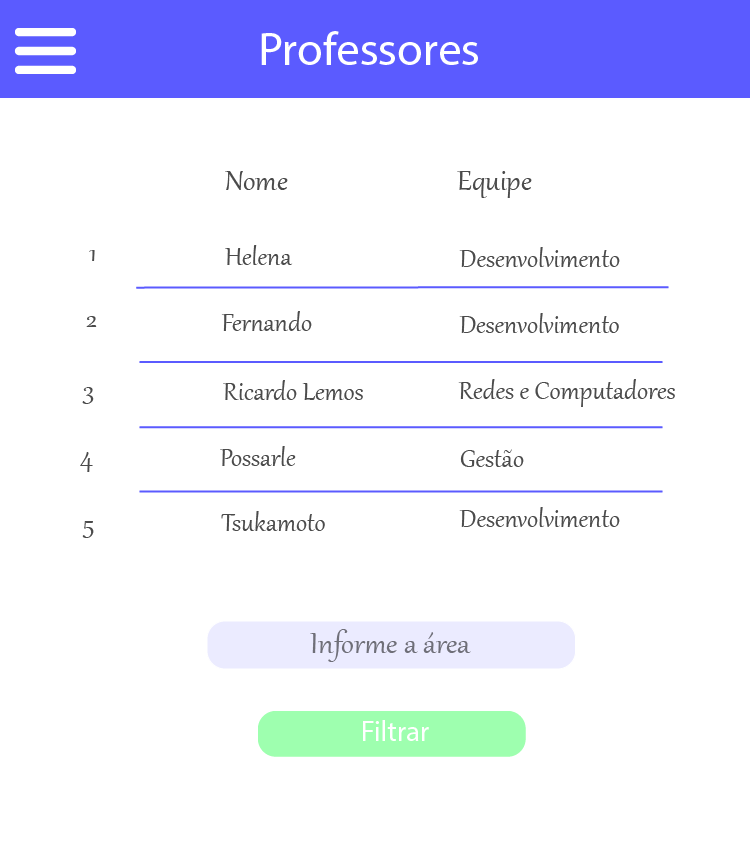 Professores
Nome Equipe
1 Helena Desenvolvimento
2 Fernando Desenvolvimento
3 Ricardo Lemos Redes e Computadores
4 Possarle Gestão
5 Tsukamoto Desenvolvimento
Informe a área
Filtrar